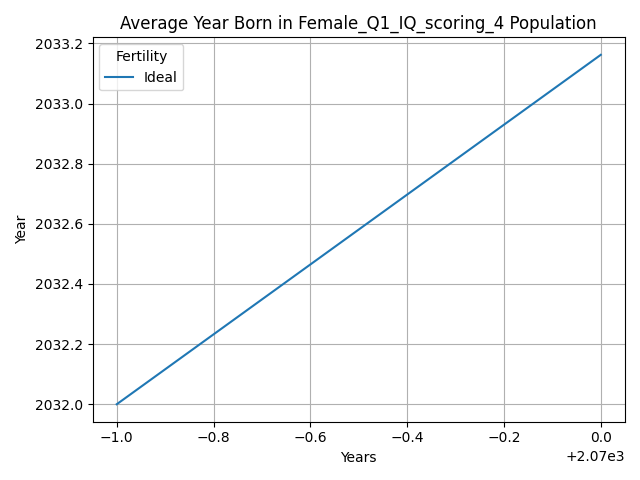 Average Year Born in Female_Q1_IQ_scoring_4 Population
2033.2
2033.0
2032.8
2032.6
2032.4
2032.2
2032.0
Year
Fertility
Ideal
−1.0 −0.8 −0.6 −0.4 −0.2 0.0
Years
+2.07e3